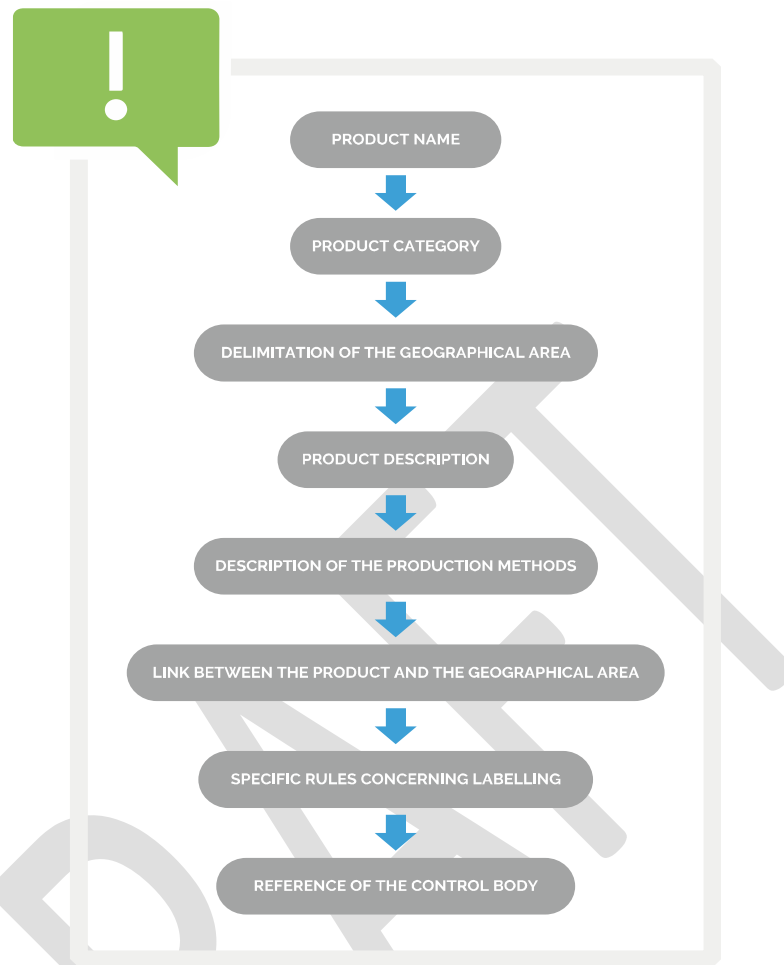 !
PRODUCT NAME
PRODUCT CATEGORY
DELIMITATION OF THE GEOGRAPHICAL AREA
PRODUCT DESCRIPTION
DESCRIPTION OF THE PRODUCTION METHODS
LINK BETWEEN THE PRODUCT AND THE GEOGRAPHICAL AREA
SPECIFIC RULES CONCERNING LABELLING
REFERENCE OF THE CONTROL BODY
DRAFT